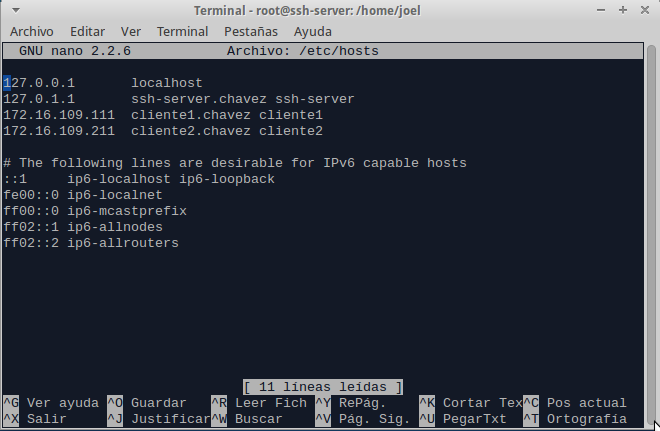 Terminal - root@ssh-server: /home/joel
Archivo Editar Ver Terminal Pestañas Ayuda
GNU nano 2.2.6 Archivo: /etc/hosts
127.0.0.1 localhost
127.0.1.1 ssh-server.chavez ssh-server
172.16.109.111 cliente1.chavez cliente1
172.16.109.211 cliente2.chavez cliente2
# The following lines are desirable for IPv6 capable hosts
::1 ip6-localhost ip6-loopback
fe00::0 ip6-localnet
ff00::0 ip6-mcastprefix
ff02::1 ip6-allnodes
ff02::2 ip6-allrouters
[ 11 líneas leídas ]
^G Ver ayuda ^O Guardar ^R Leer Fich ^Y RePág. ^K Cortar Tex^C Pos actual
^X Salir ^J Justificar^W Buscar ^V Pág. Sig. ^U PegarTxt ^T Ortografía